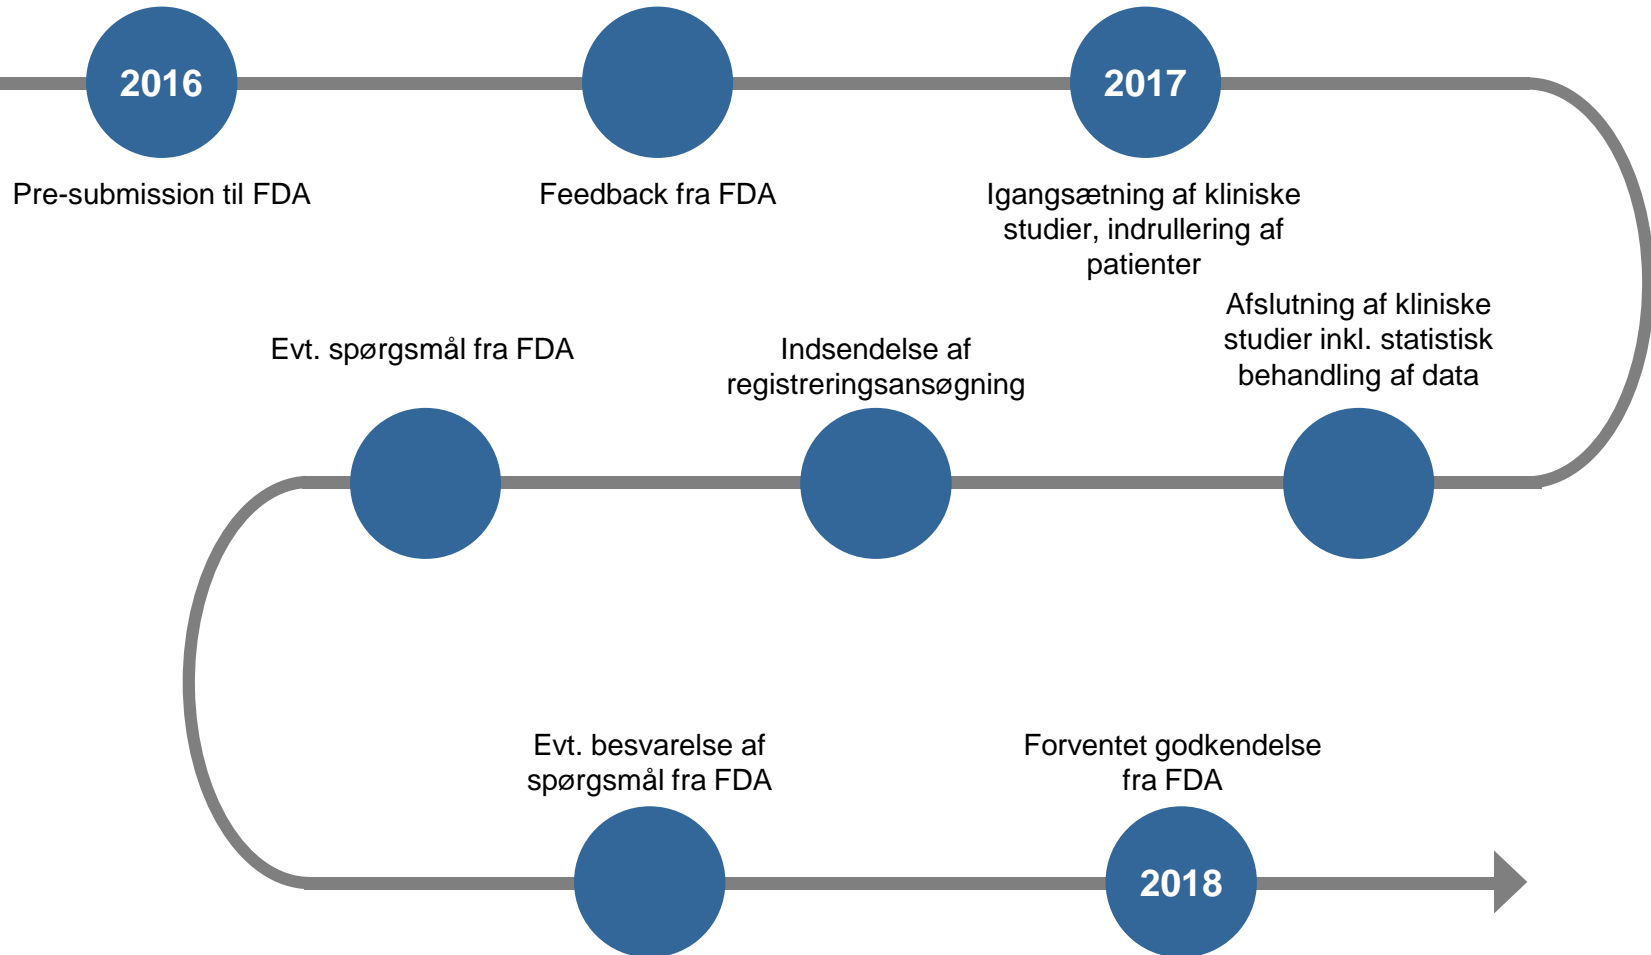 2016
2017
Pre-submission til FDA
Feedback fra FDA
Igangsætning af kliniske
studier, indrullering af
patienter
Afslutning af kliniske
studier inkl. statistisk
behandling af data
Indsendelse af
registreringsansøgning
Evt. spørgsmål fra FDA
Evt. besvarelse af
spørgsmål fra FDA
Forventet godkendelse
fra FDA
2018